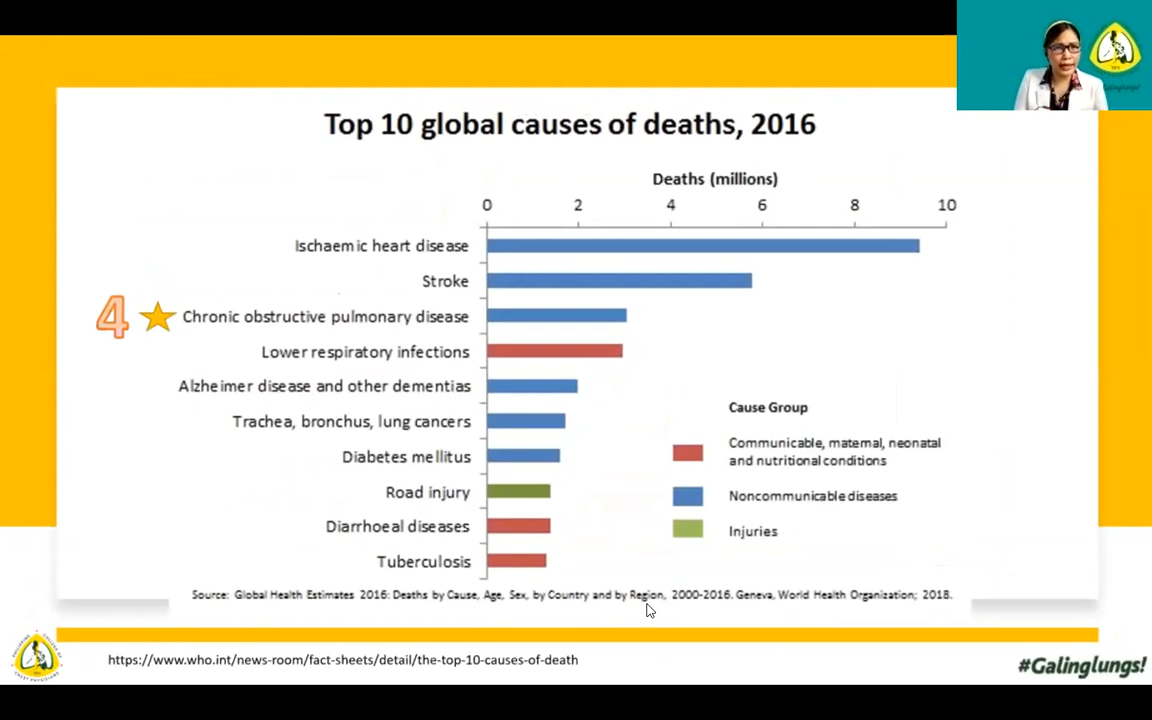 Galinglungs!
Top 10 global causes of deaths, 2016
Deaths (millions)
0 2 4 6 8 10
Ischaemic heart disease
Stroke
4 Chronic obstructive pulmonary disease
Lower respiratory infections
Alzheimer disease and other dementias
Trachea, bronchus, lung cancers
Diabetes mellitus
Road injury
Diarrhoeal diseases
Tuberculosis
Cause Group
Communicable, maternal, neonatal
and nutritional conditions
Noncommunicable diseases
Injuries
Source: Global Health Estimates 2016: Deaths by Cause, Age, Sex, by Country and by Region, 2000-2016. Geneva, World Health Organization; 2018.
https://www.who.int/news-room/fact-sheets/detail/the-top-10-causes-of-death
#Galinglungs!